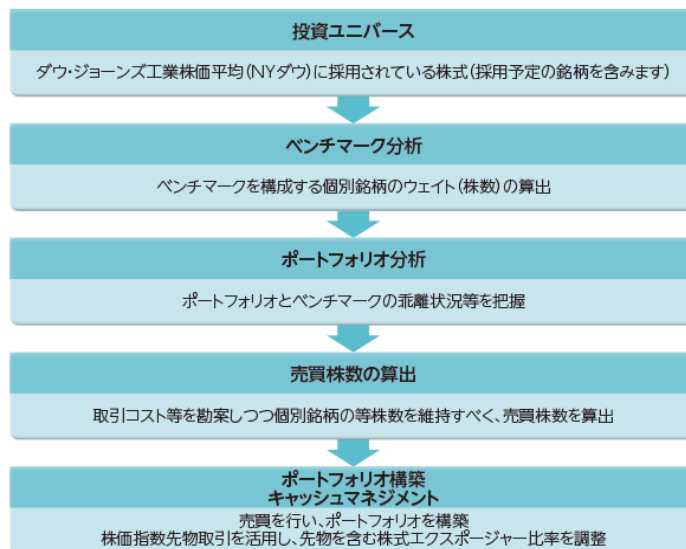 投資ユニバース
ダウ・ジョーンズ工業株価平均(NYダウ)に採用されている株式(採用予定の銘柄を含みます)
ベンチマーク分析
ベンチマークを構成する個別銘柄のウェイト(株数)の算出
ポートフォリオ分析
ポートフォリオとベンチマークの乖離状況等を把握
売買株数の算出
取引コスト等を勘案しつつ個別銘柄の等株数を維持すべく、売買株数を算出
ポートフォリオ構築
キャッシュマネジメント
売買を行い、ポートフォリオを構築
株価指数先物取引を活用し、先物を含む株式エクスポージャー比率を調整